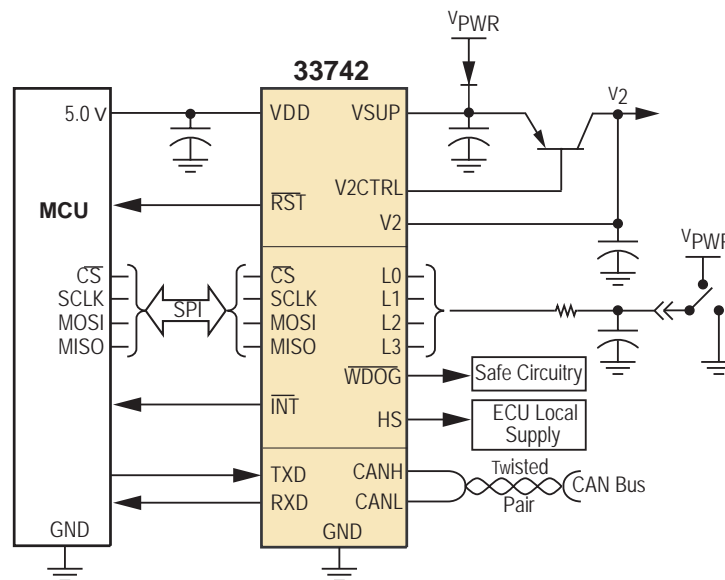 VPWR
33742
5.0 V
VDD
VSUP
V2
MCU
RST
V2CTRL
V2
VPWR
CS
SCLK
MOSI
MISO
SPI
CS
SCLK
MOSI
MISO
L0
L1
L2
L3
WDOG
Safe Circuitry
INT
HS
ECU Local
Supply
TXD
RXD
CANH
CANL
Twisted
Pair
CAN Bus
GND
GND